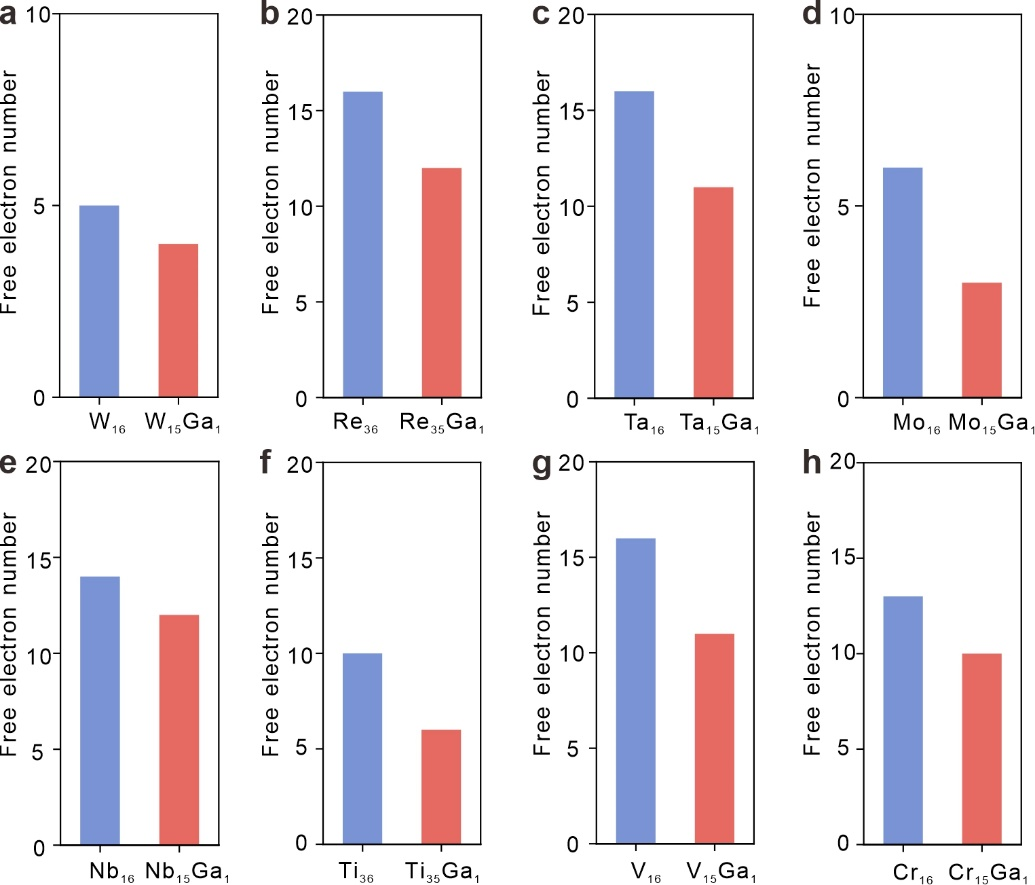 a
10
5
0
Free electron number
W₁₆ W₁₅Ga₁
b
20
15
10
5
0
Free electron number
Re₃₆ Re₃₅Ga₁
c
20
15
10
5
0
Free electron number
Ta₁₆ Ta₁₅Ga₁
d
10
5
0
Free electron number
Mo₁₆ Mo₁₅Ga₁
e
20
15
10
5
0
Free electron number
Nb₁₆ Nb₁₅Ga₁
f
20
15
10
5
0
Free electron number
Ti₃₆ Ti₃₅Ga₁
g
20
15
10
5
0
Free electron number
V₁₆ V₁₅Ga₁
h
20
15
10
5
0
Free electron number
Cr₁₆ Cr₁₅Ga₁